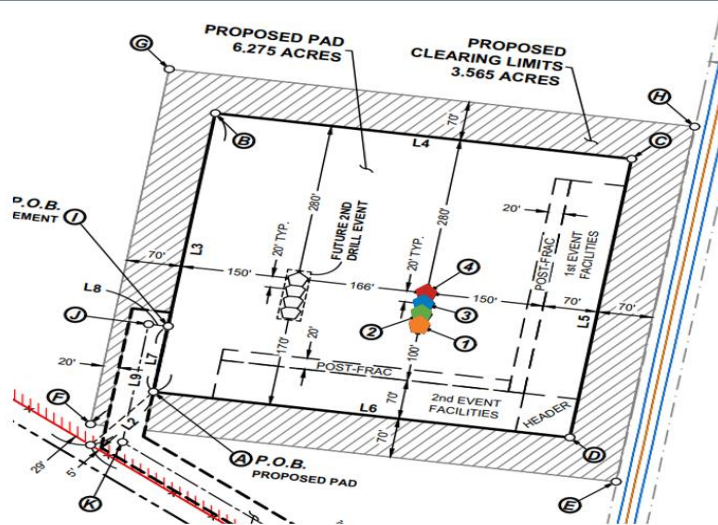 G
PROPOSED PAD
6.275 ACRES
PROPOSED
CLEARING LIMITS
3.565 ACRES
H
70'
B
L4
C
P.O.B.
EMENT
I
280'
280'
20'
POST-FRAC
1st EVENT
FACILITIES
20' TYP.
FUTURE 2ND
DRILL EVENT
20' TYP.
L3
70'
150'
166'
4
150'
70'
70'
L8
3
J
2
1
L5
L7
20'
170'
20'
100'
POST-FRAC
L9
70'
2nd EVENT
FACILITIES
HEADER
F
L2
L6
70'
D
29'
5'
A
P.O.B.
PROPOSED PAD
E
K